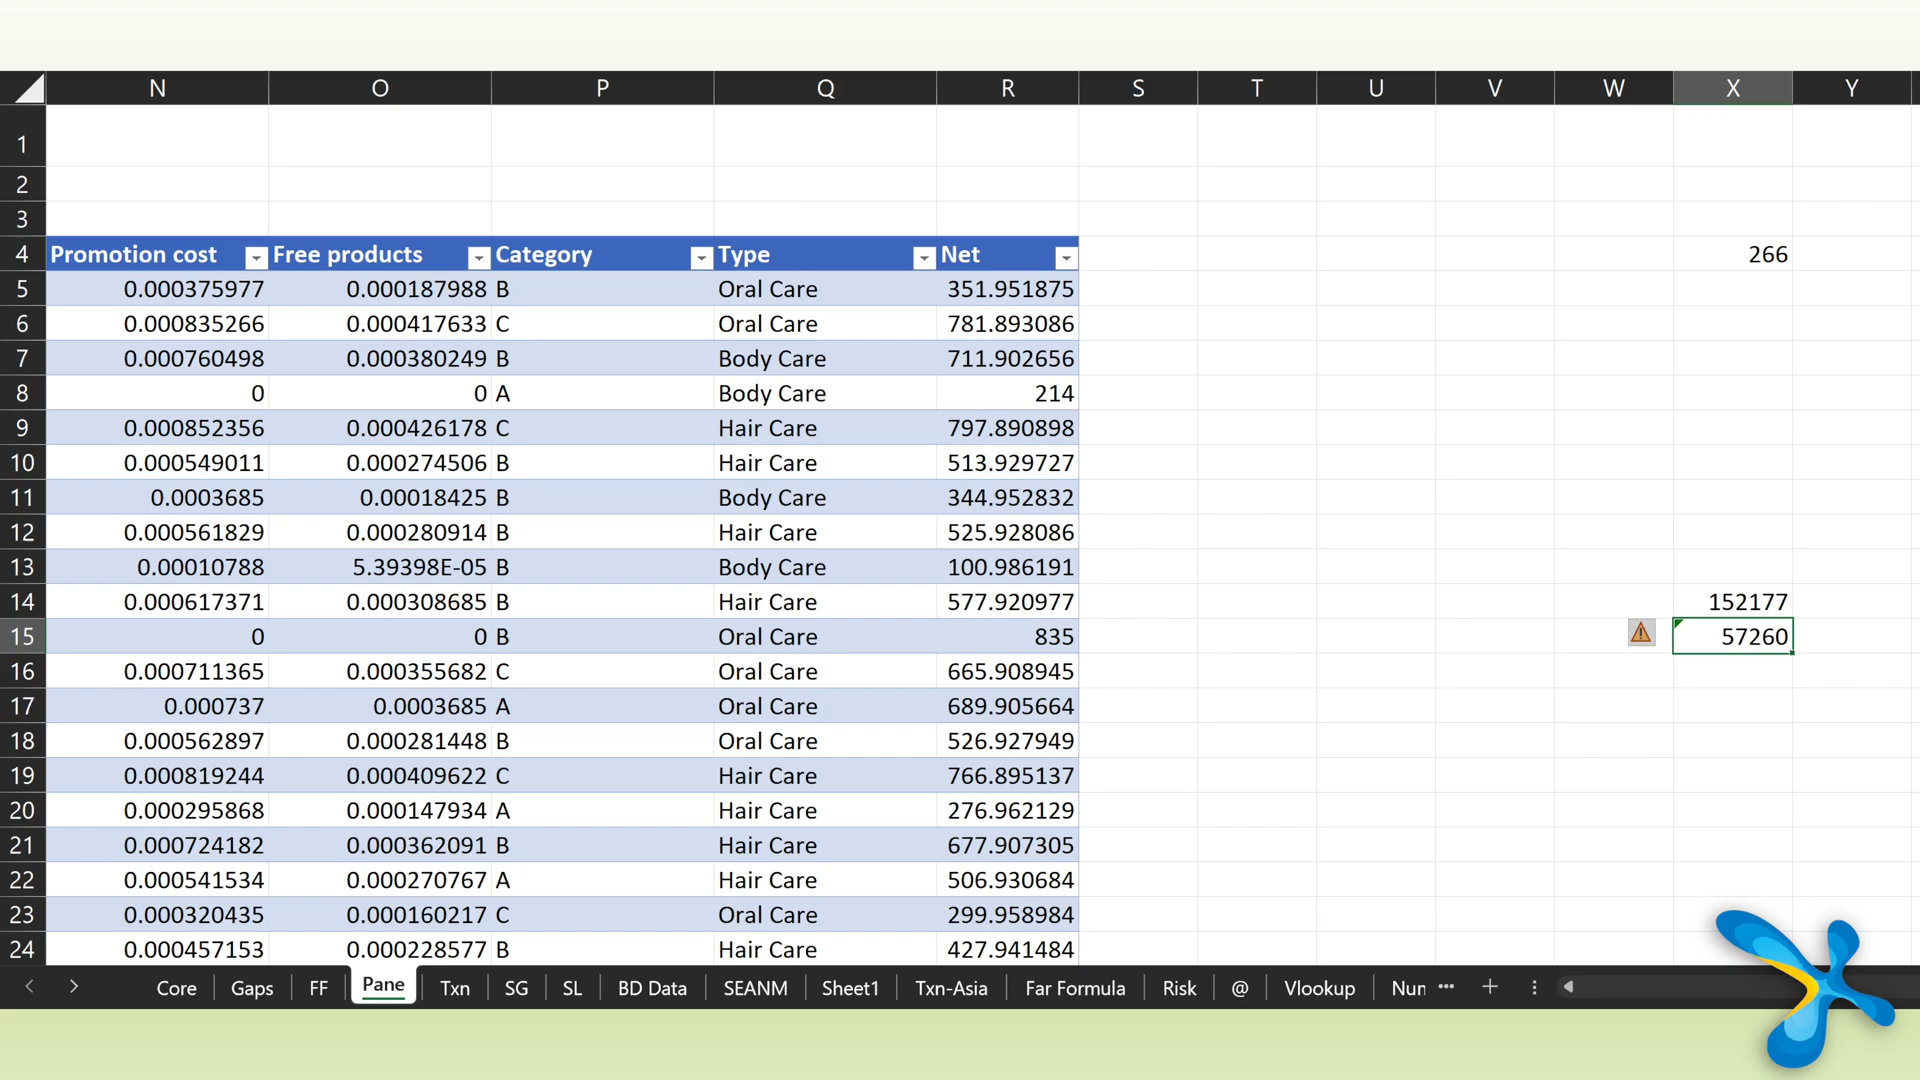 N O P Q R S T U V W X Y
1
2
3
4 Promotion cost Free products Category Type Net 266
5 0.000375977 0.000187988 B Oral Care 351.951875
6 0.000835266 0.000417633 C Oral Care 781.893086
7 0.000760498 0.000380249 B Body Care 711.902656
8 0 0 A Body Care 214
9 0.000852356 0.000426178 C Hair Care 797.890898
10 0.000549011 0.000274506 B Hair Care 513.929727
11 0.0003685 0.00018425 B Body Care 344.952832
12 0.000561829 0.000280914 B Hair Care 525.928086
13 0.00010788 5.39398E-05 B Body Care 100.986191
14 0.000617371 0.000308685 B Hair Care 577.920977 152177
15 0 0 B Oral Care 835 57260
16 0.000711365 0.000355682 C Oral Care 665.908945
17 0.000737 0.0003685 A Oral Care 689.905664
18 0.000562897 0.000281448 B Oral Care 526.927949
19 0.000819244 0.000409622 C Hair Care 766.895137
20 0.000295868 0.000147934 A Hair Care 276.962129
21 0.000724182 0.000362091 B Hair Care 677.907305
22 0.000541534 0.000270767 A Hair Care 506.930684
23 0.000320435 0.000160217 C Oral Care 299.958984
24 0.000457153 0.000228577 B Hair Care 427.941484
Core Gaps FF Pane Txn SG SL BD Data SEANM Sheet1 Txn-Asia Far Formula Risk @ Vlookup Nun ...